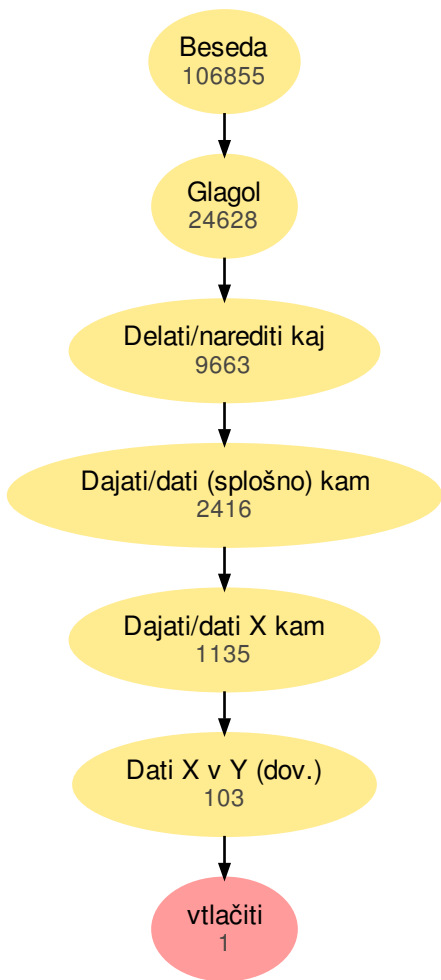 Beseda
106855
Glagol
24628
Delati/narediti kaj
9663
Dajati/dati (splošno) kam
2416
Dajati/dati X kam
1135
Dati X v Y (dov.)
103
vtlačiti
1